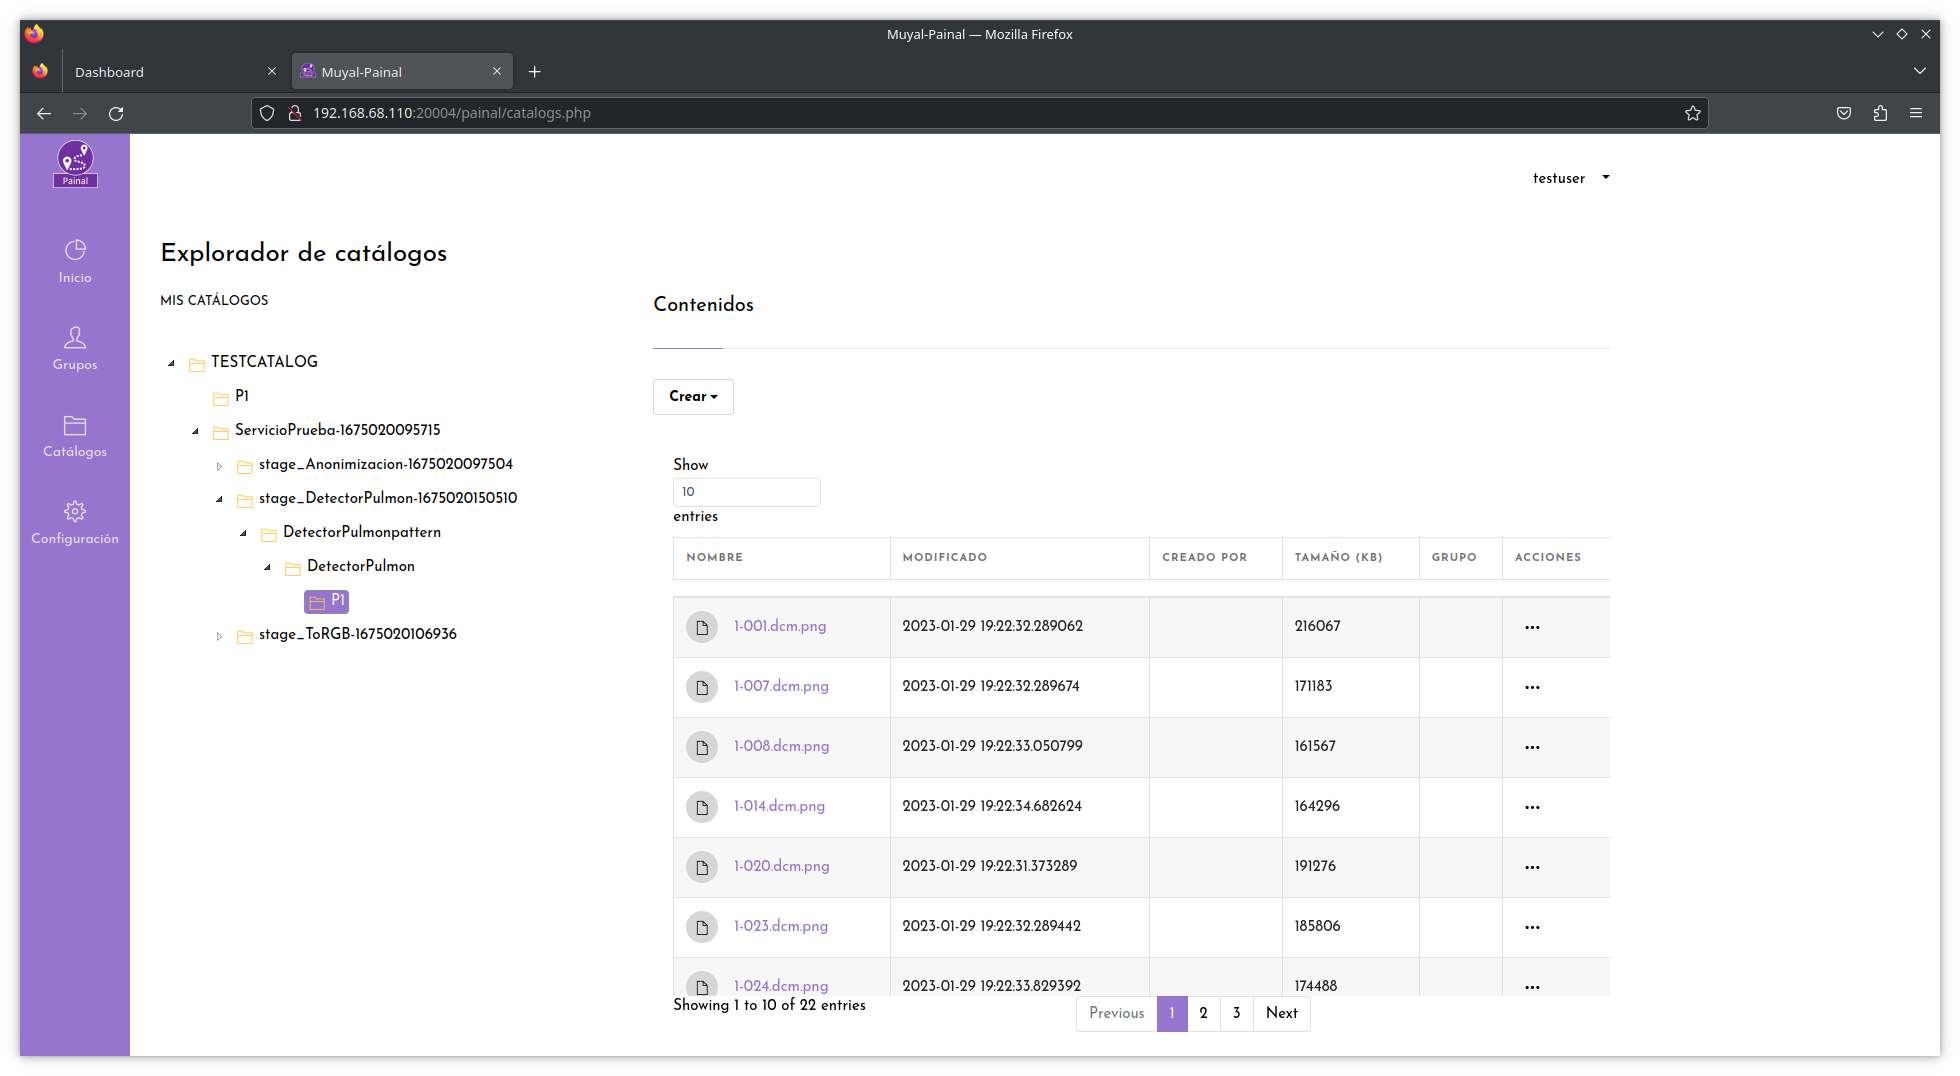 Muyal-Painal — Mozilla Firefox
Dashboard
Muyal-Painal
192.168.68.110:20004/painal/catalogs.php
Painal
testuser
Inicio
Grupos
Catálogos
Configuración
Explorador de catálogos
MIS CATÁLOGOS
TESTCATALOG
P1
ServicioPrueba-1675020095715
stage_Anonimizacion-1675020097504
stage_DetectorPulmon-1675020150510
DetectorPulmonpattern
DetectorPulmon
P1
stage_ToRGB-1675020106936
Contenidos
Crear
Show
10
entries
NOMBRE MODIFICADO CREADO POR TAMAÑO (KB) GRUPO ACCIONES
1-001.dcm.png 2023-01-29 19:22:32.289062 216067 ...
1-007.dcm.png 2023-01-29 19:22:32.289674 171183 ...
1-008.dcm.png 2023-01-29 19:22:33.050799 161567 ...
1-014.dcm.png 2023-01-29 19:22:34.682624 164296 ...
1-020.dcm.png 2023-01-29 19:22:31.373289 191276 ...
1-023.dcm.png 2023-01-29 19:22:32.289442 185806 ...
1-024.dcm.png 2023-01-29 19:22:33.829392 174488 ...
Showing 1 to 10 of 22 entries
Previous 1 2 3 Next